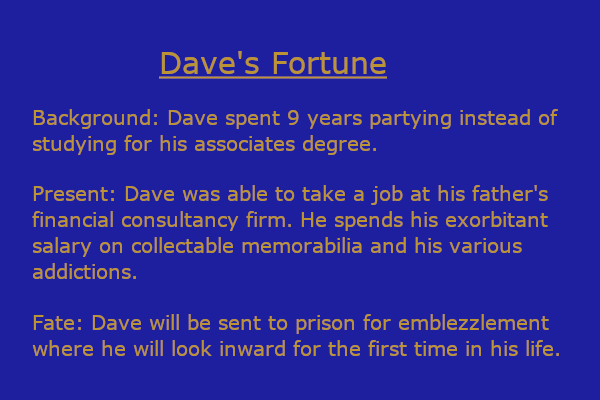 Dave's Fortune
Background: Dave spent 9 years partying instead of
studying for his associates degree.
Present: Dave was able to take a job at his father's
financial consultancy firm. He spends his exorbitant
salary on collectable memorabilia and his various
addictions.
Fate: Dave will be sent to prison for emblezzlement
where he will look inward for the first time in his life.